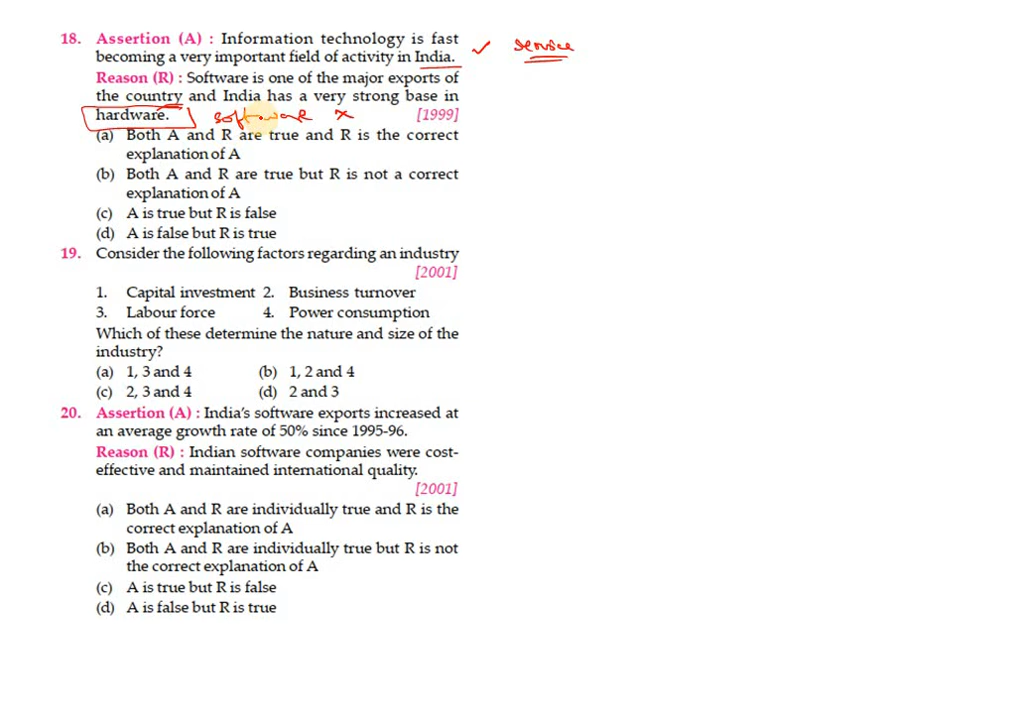 18. Assertion (A) : Information technology is fast
becoming a very important field of activity in India. service
Reason (R) : Software is one of the major exports of
the country and India has a very strong base in
hardware. software x [1999]
(a) Both A and R are true and R is the correct
explanation of A
(b) Both A and R are true but R is not a correct
explanation of A
(c) A is true but R is false
(d) A is false but R is true
19. Consider the following factors regarding an industry
[2001]
1. Capital investment 2. Business turnover
3. Labour force 4. Power consumption
Which of these determine the nature and size of the
industry?
(a) 1, 3 and 4 (b) 1, 2 and 4
(c) 2, 3 and 4 (d) 2 and 3
20. Assertion (A) : India's software exports increased at
an average growth rate of 50% since 1995-96.
Reason (R) : Indian software companies were cost-
effective and maintained international quality.
[2001]
(a) Both A and R are individually true and R is the
correct explanation of A
(b) Both A and R are individually true but R is not
the correct explanation of A
(c) A is true but R is false
(d) A is false but R is true